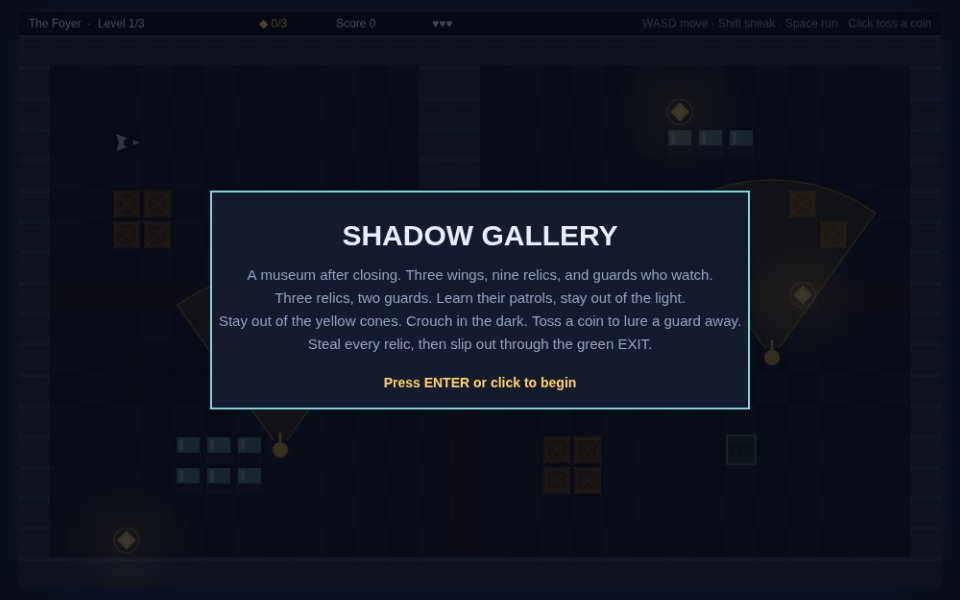 The Foyer · Level 1/3 ◆ 0/3 Score 0 ♥♥♥ WASD move · Shift sneak · Space run · Click toss a coin
SHADOW GALLERY
A museum after closing. Three wings, nine relics, and guards who watch.
Three relics, two guards. Learn their patrols, stay out of the light.
Stay out of the yellow cones. Crouch in the dark. Toss a coin to lure a guard away.
Steal every relic, then slip out through the green EXIT.
Press ENTER or click to begin